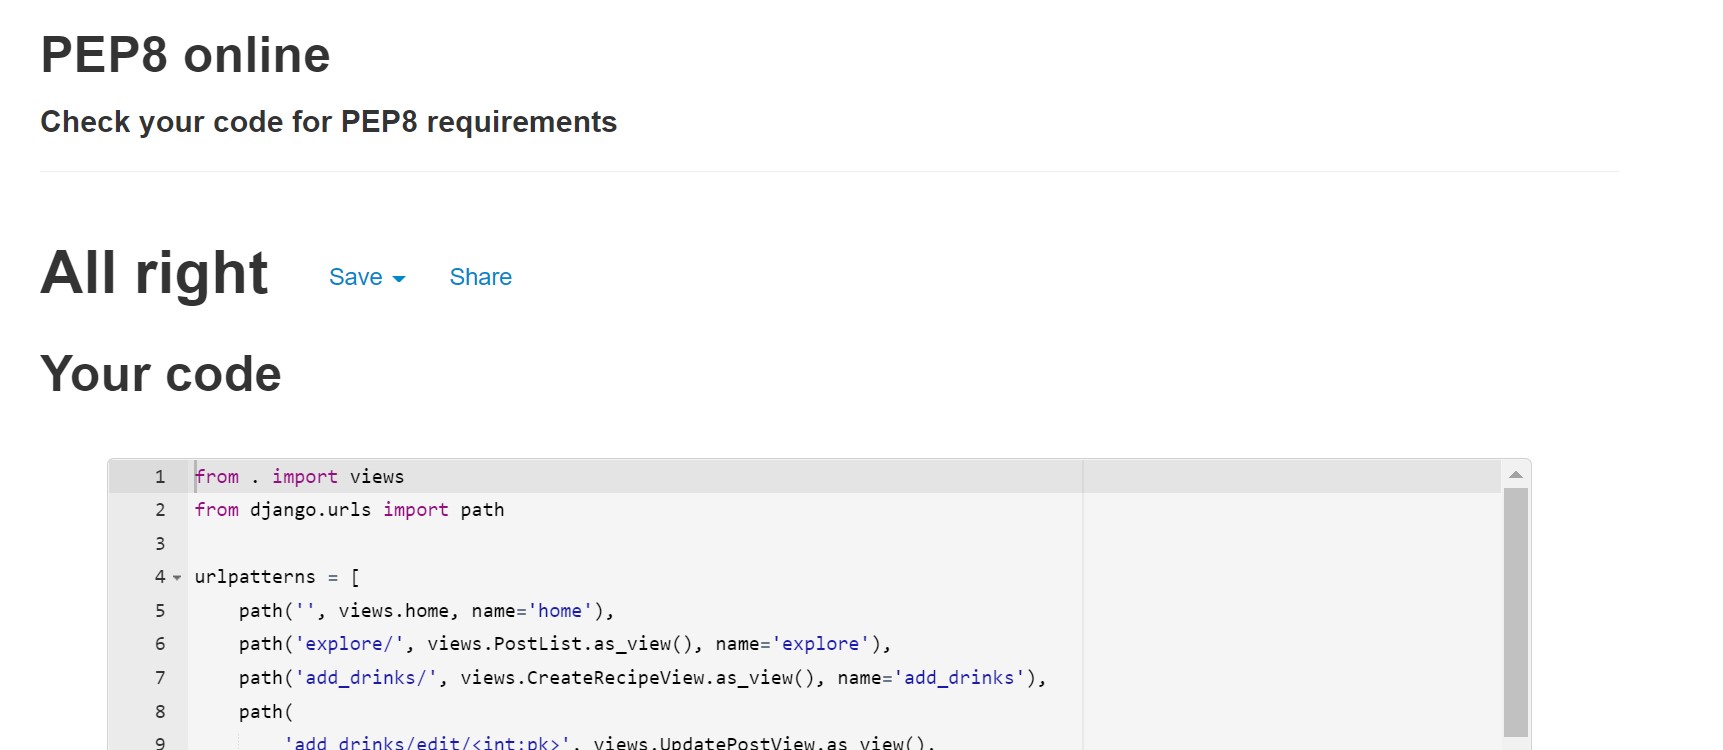 PEP8 online
Check your code for PEP8 requirements
All right Save Share
Your code
1 from . import views
2 from django.urls import path
3
4 urlpatterns = [
5 path('', views.home, name='home'),
6 path('explore/', views.PostList.as_view(), name='explore'),
7 path('add_drinks/', views.CreateRecipeView.as_view(), name='add_drinks'),
8 path(
9 'add_drinks/edit/<int:pk>', views.UpdatePostView.as_view(),